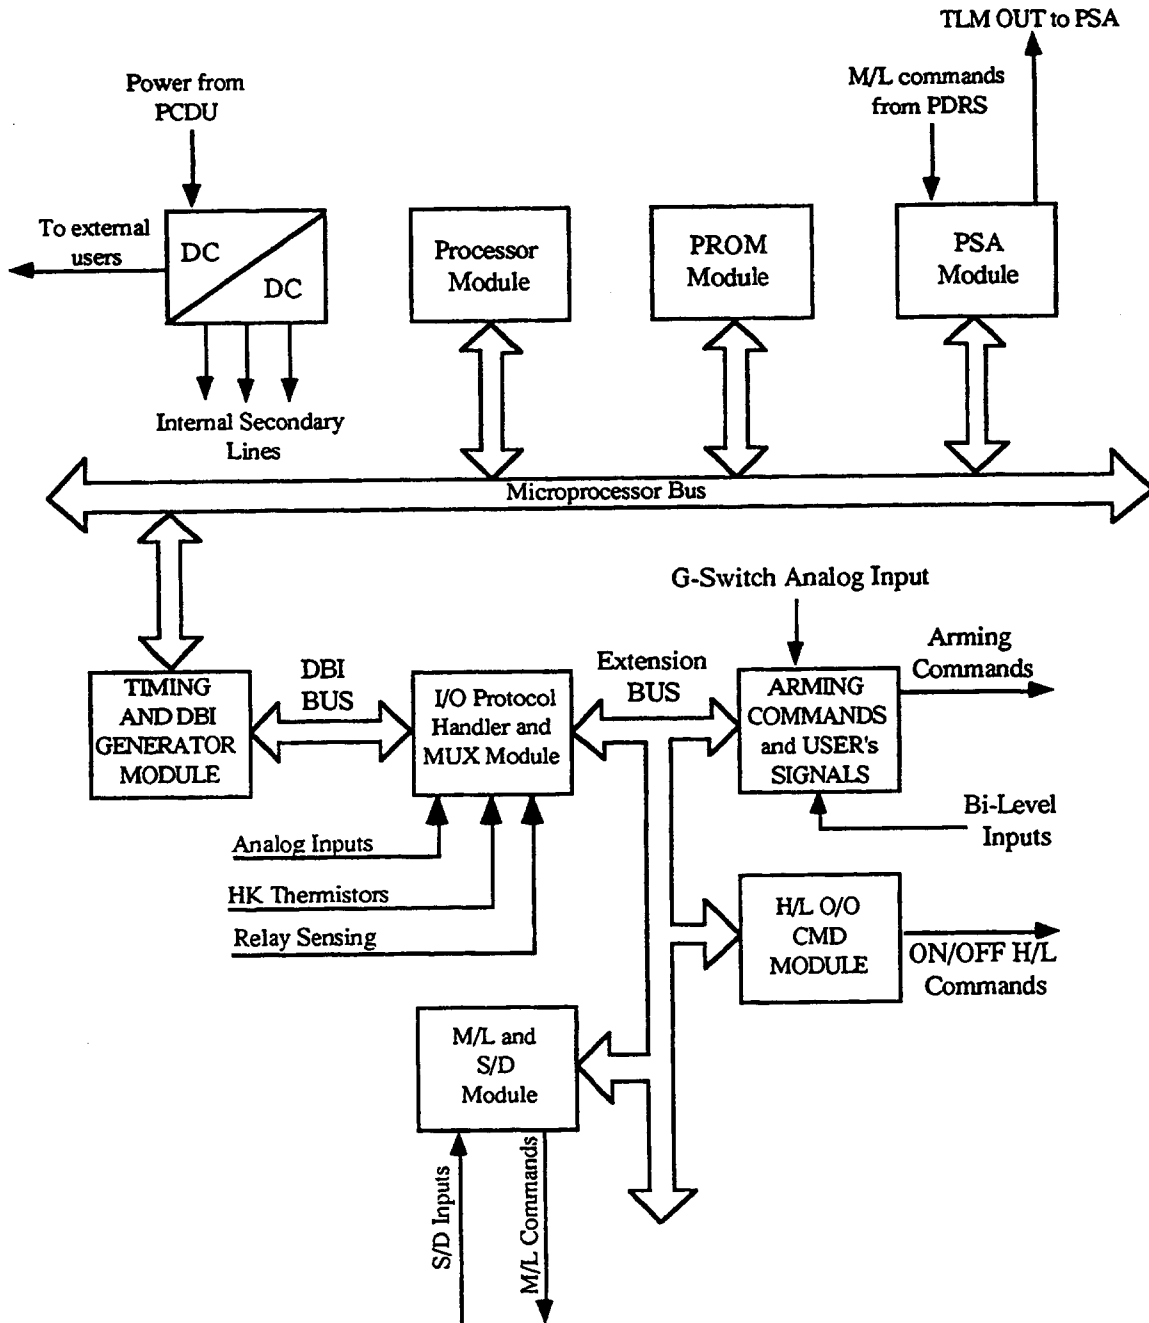 TLM OUT to PSA
Power from
PCDU
M/L commands
from PDRS
To external
users
DC
DC
Processor
Module
PROM
Module
PSA
Module
Internal Secondary
Lines
Microprocessor Bus
G-Switch Analog Input
Arming
Commands
TIMING
AND DBI
GENERATOR
MODULE
DBI
BUS
I/O Protocol
Handler and
MUX Module
Extension
BUS
ARMING
COMMANDS
and USER's
SIGNALS
Bi-Level
Inputs
Analog Inputs
HK Thermistors
Relay Sensing
H/L O/O
CMD
MODULE
ON/OFF H/L
Commands
M/L and
S/D
Module
S/D Inputs
M/L Commands